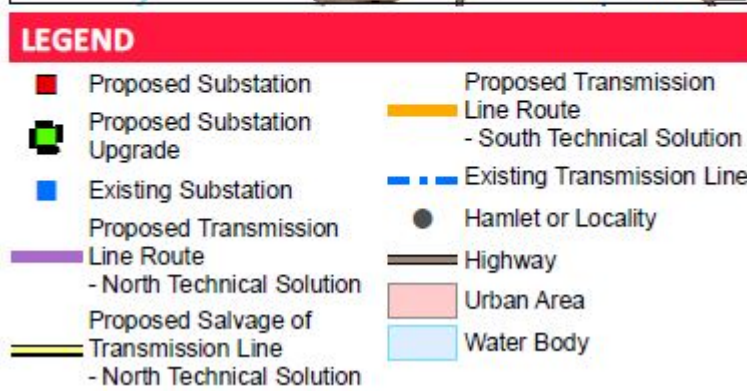 LEGEND
Proposed Substation
Proposed Substation
Upgrade
Existing Substation
Proposed Transmission
Line Route
- North Technical Solution
Proposed Salvage of
Transmission Line
- North Technical Solution
Proposed Transmission
Line Route
- South Technical Solution
Existing Transmission Line
Hamlet or Locality
Highway
Urban Area
Water Body